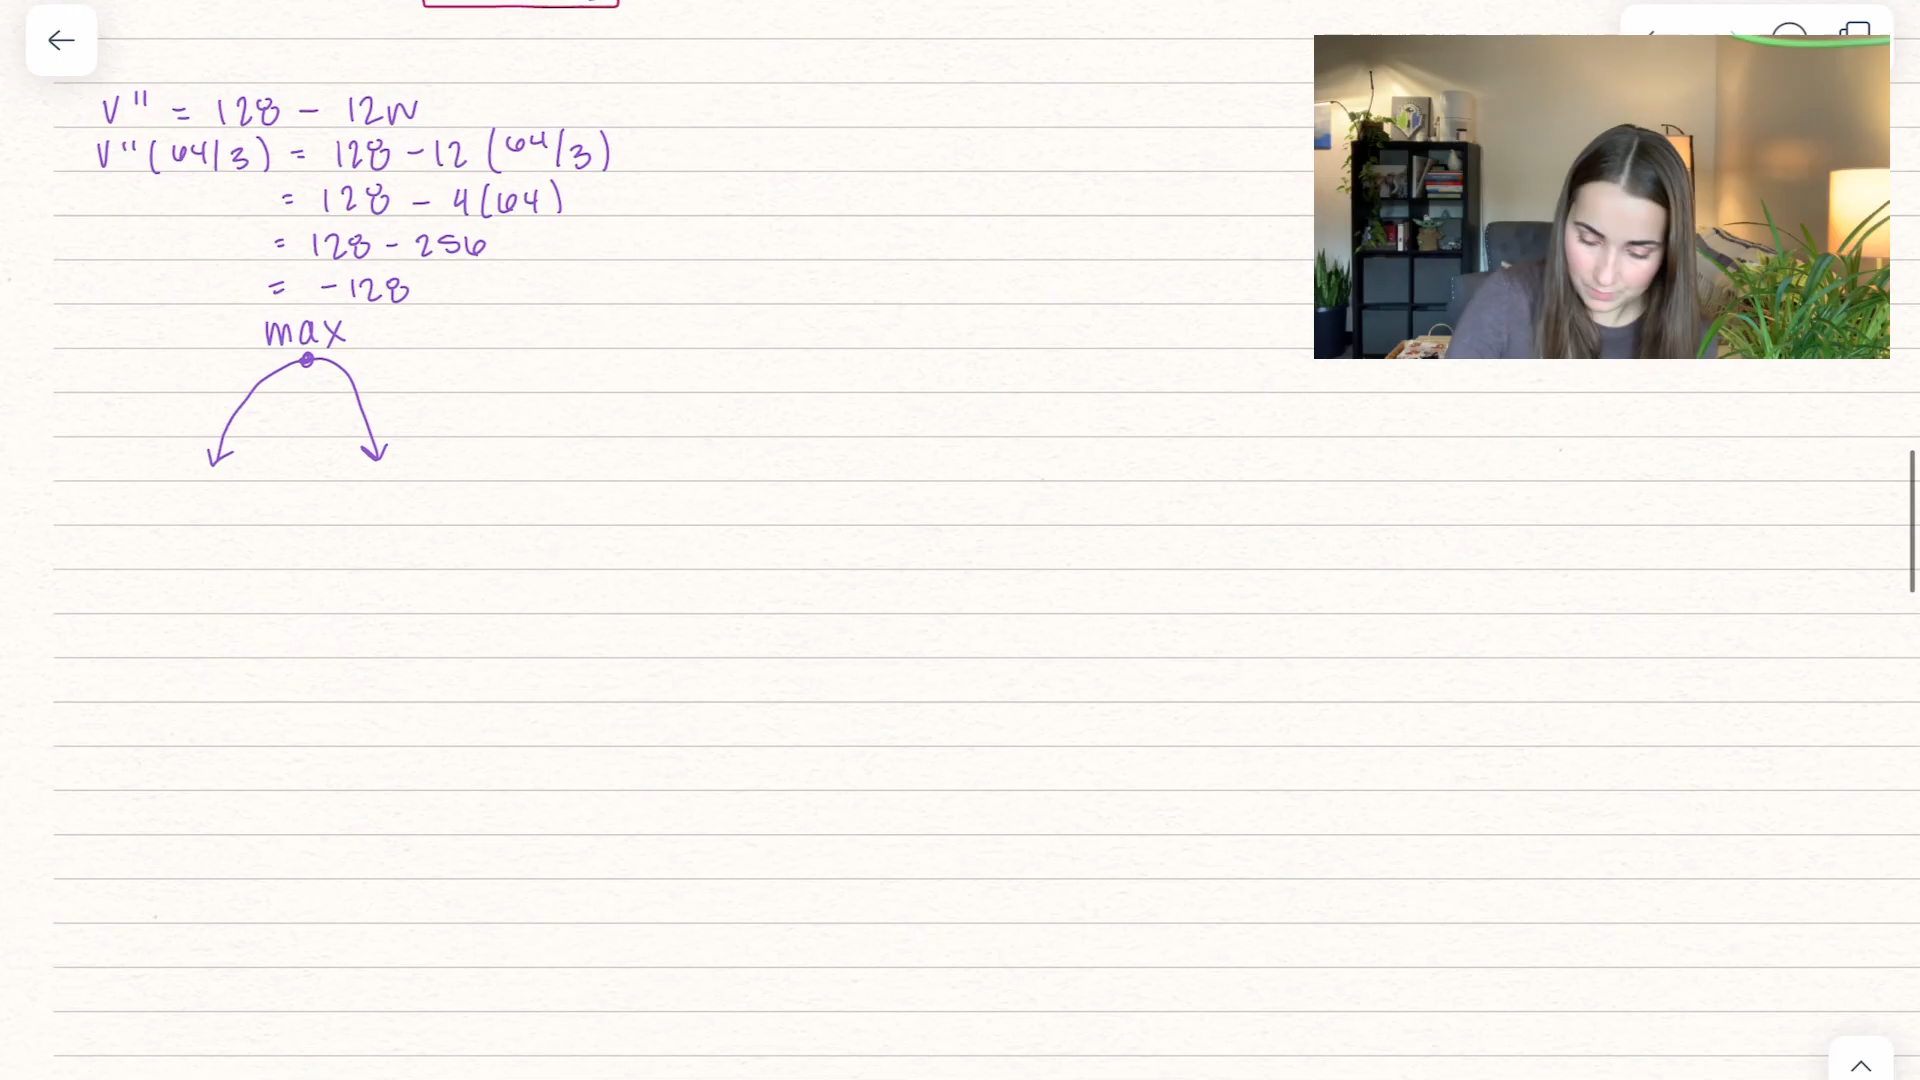 V'' = 128 - 12w
V''(64/3) = 128 - 12 (64/3)
= 128 - 4(64)
= 128 - 256
= -128
max